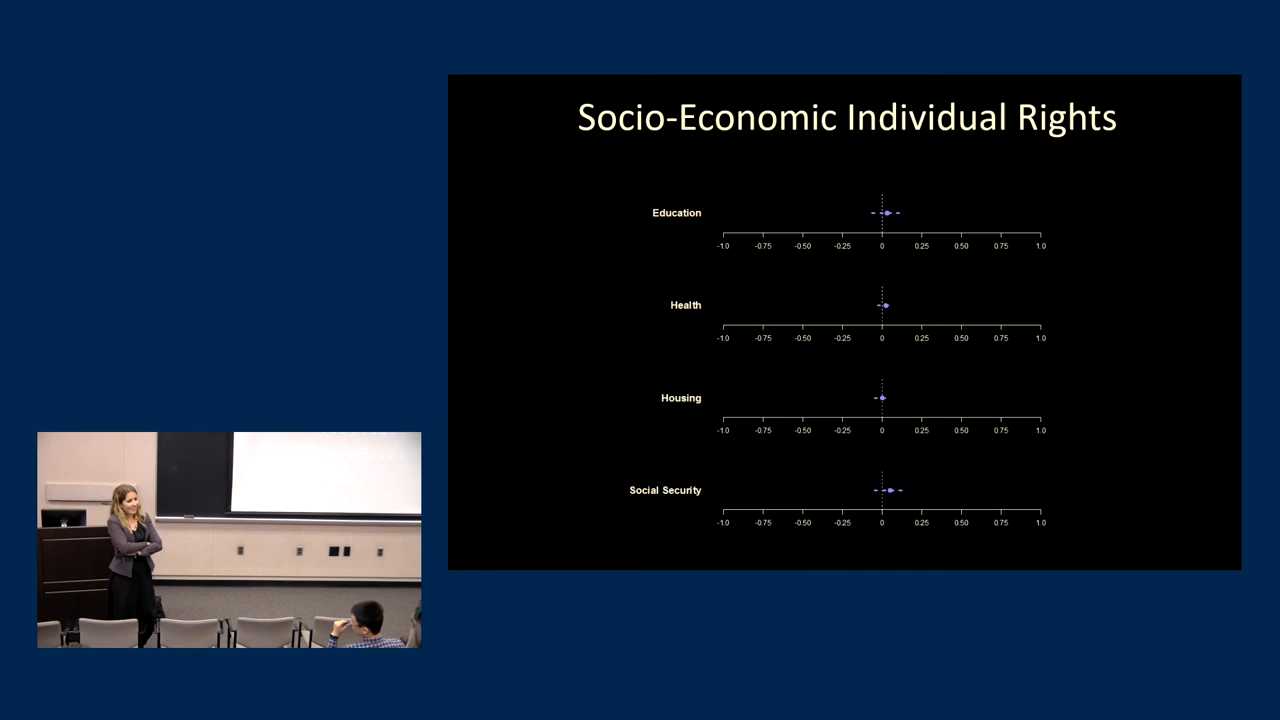 Socio-Economic Individual Rights
Education
-1.0 -0.75 -0.50 -0.25 0 0.25 0.50 0.75 1.0
Health
-1.0 -0.75 -0.50 -0.25 0 0.25 0.50 0.75 1.0
Housing
-1.0 -0.75 -0.50 -0.25 0 0.25 0.50 0.75 1.0
Social Security
-1.0 -0.75 -0.50 -0.25 0 0.25 0.50 0.75 1.0